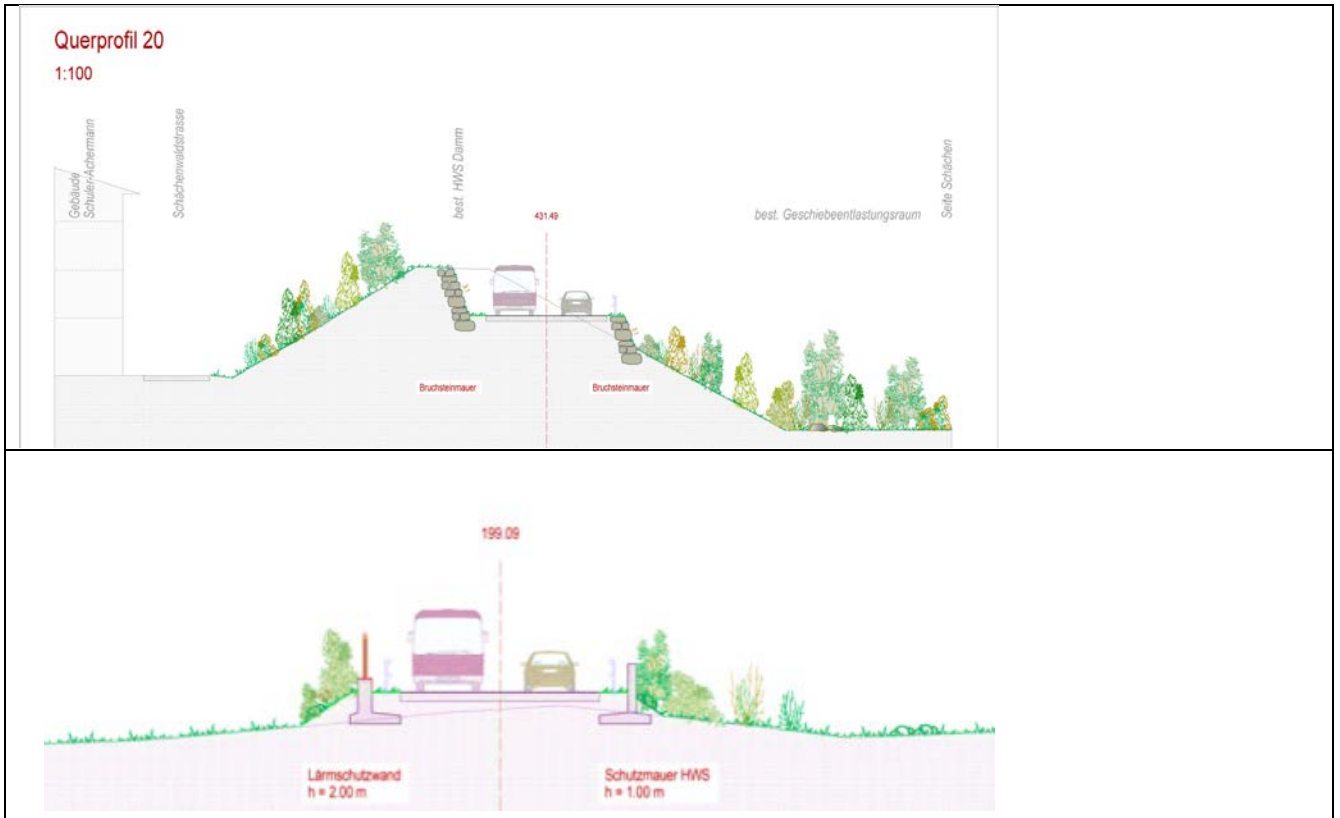 Querprofil 20
1:100
Gebäude
Schuler-Achermann
Schächenwaldstrasse
best. HWS Damm
431.49
best. Geschiebeentlastungsraum
Seite Schächen
Bruchsteinmauer
Bruchsteinmauer
199.09
Lärmschutzwand
h = 2.00 m
Schutzmauer HWS
h = 1.00 m